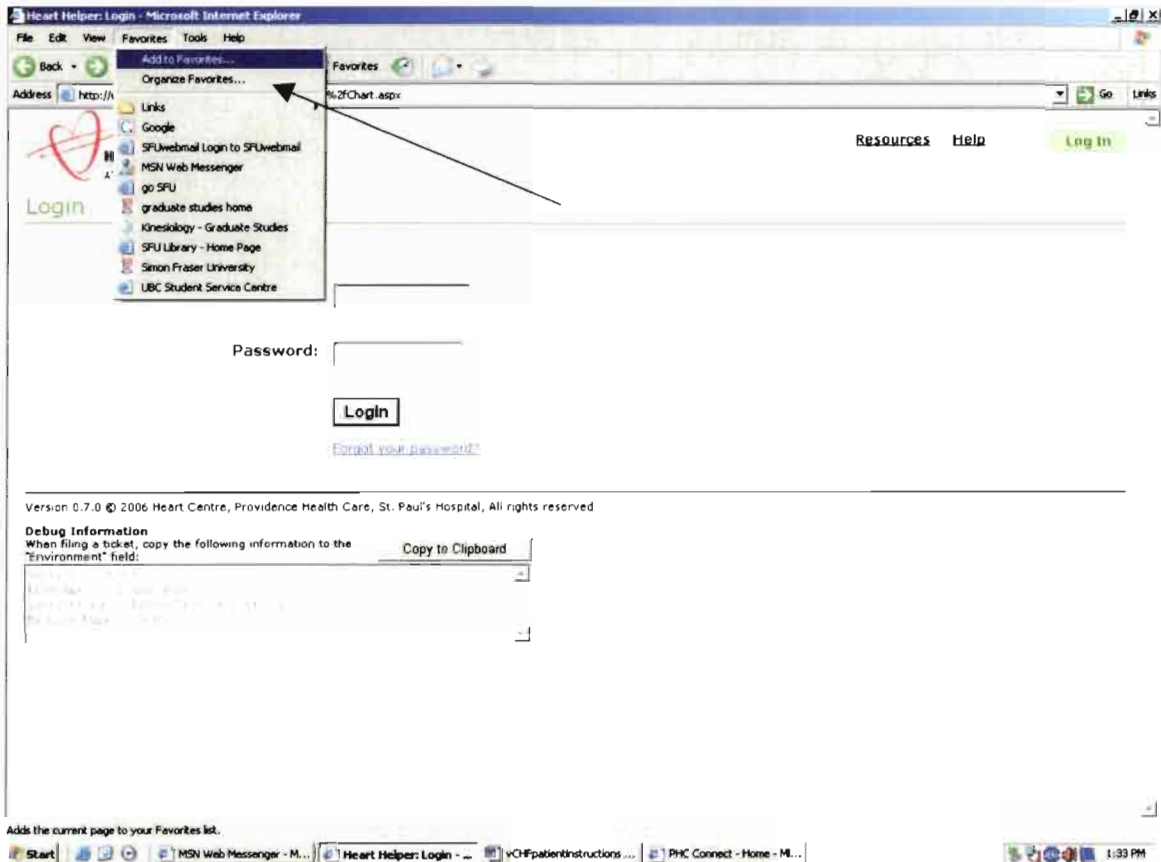 Heart Helper: Login - Microsoft Internet Explorer
File Edit View Favorites Tools Help
Back
Add to Favorites...
Favorites
Organize Favorites...
Address http://
%2fChart.aspx
Go Links
Links
Google
SFUwebmail Login to SFUwebmail
MSN Web Messenger
go SFU
graduate studies home
Kinesiology - Graduate Studies
SFU Library - Home Page
Simon Fraser University
UBC Student Service Centre
Resources Help Log In
Login
Password:
Login
Forgot your password?
Version 0.7.0 © 2006 Heart Centre, Providence Health Care, St. Paul's Hospital, All rights reserved
Debug Information
When filing a ticket, copy the following information to the
"Environment" field:
Copy to Clipboard
Adds the current page to your Favorites list.
Start MSN Web Messenger - M... Heart Helper: Login - ... vCHFpatientinstructions ... PHC Connect - Home - Mi... 1:33 PM